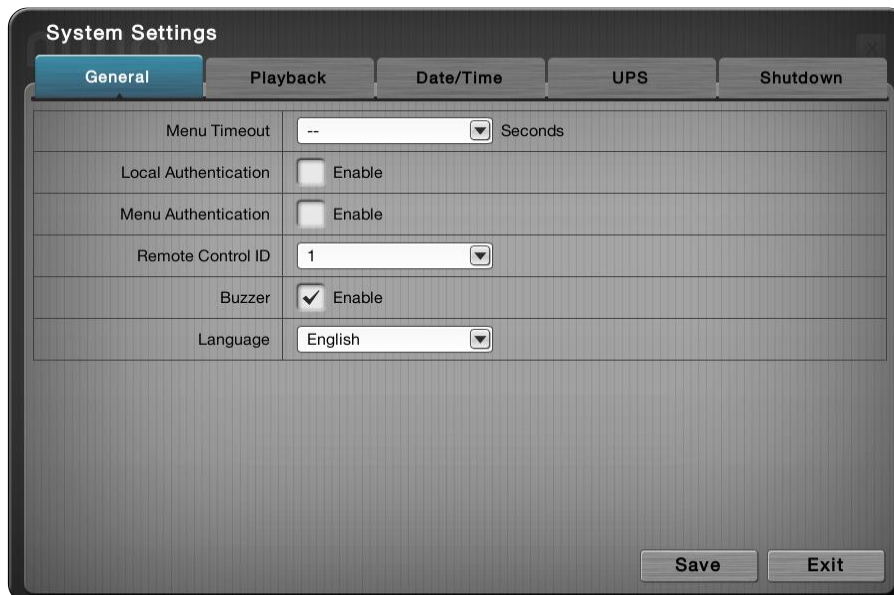 System Settings
General Playback Date/Time UPS Shutdown
Menu Timeout -- Seconds
Local Authentication Enable
Menu Authentication Enable
Remote Control ID 1
Buzzer Enable
Language English
Save Exit